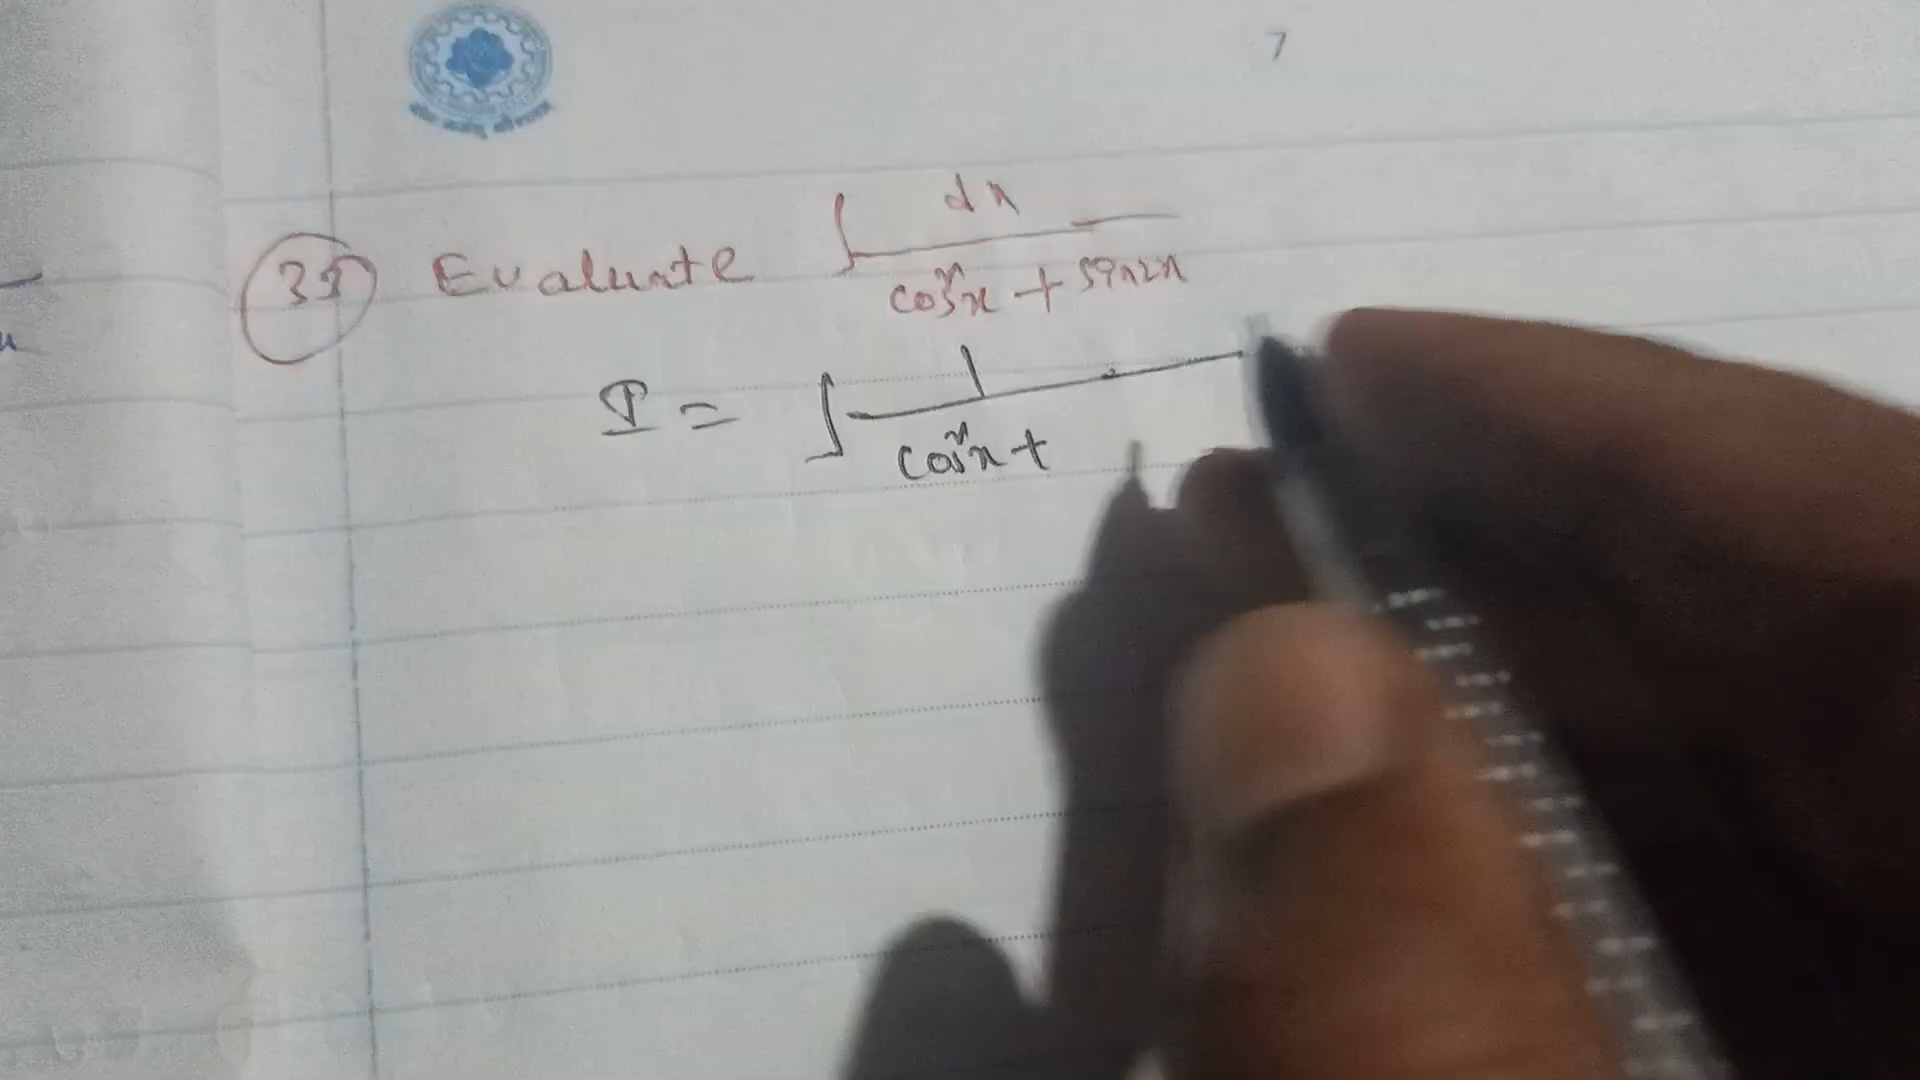 7
35 Evaluate ∫ dx / cos²x + sin2x
I = ∫ 1 / cos²x +